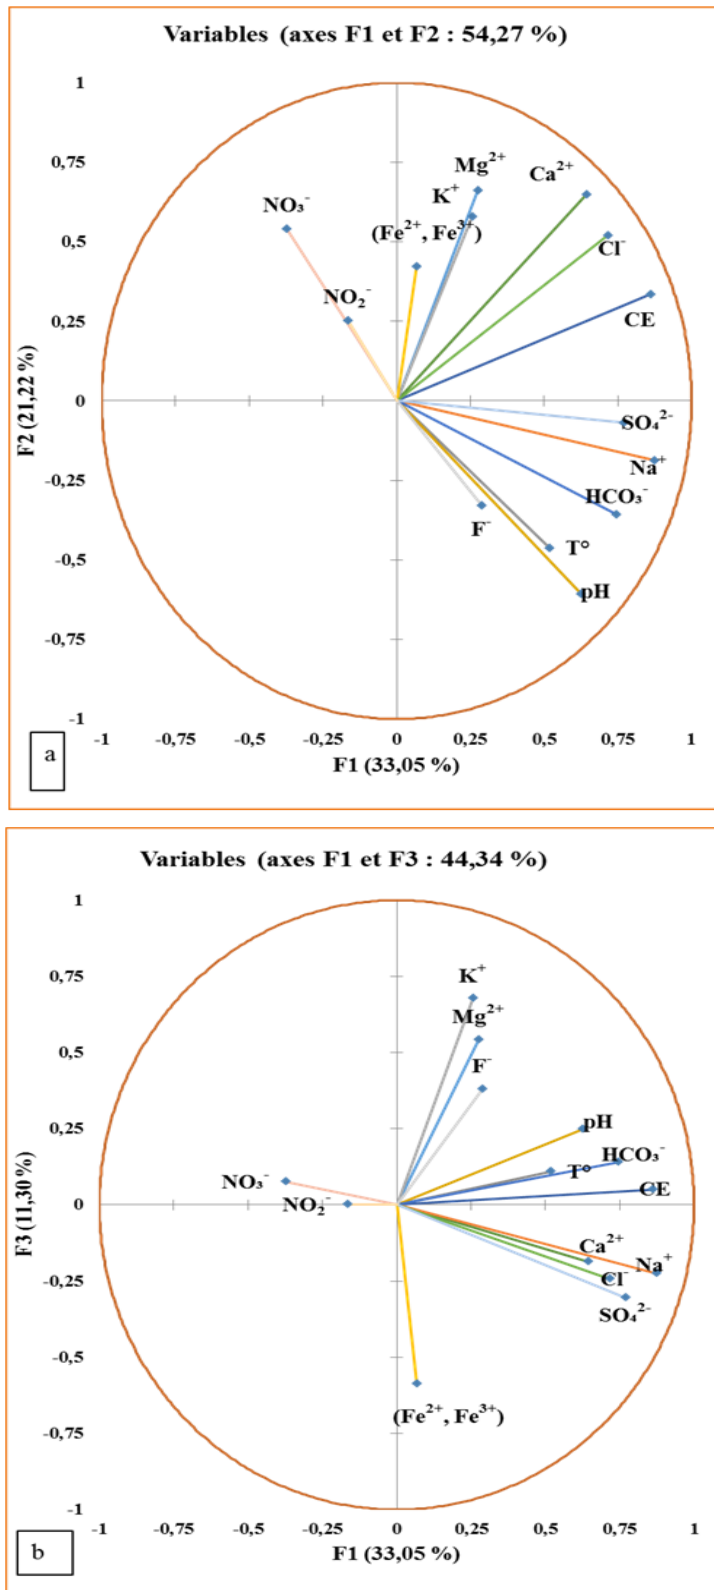 Variables (axes F1 et F2 : 54,27 %)
1
0,75
0,5
0,25
0
-0,25
-0,5
-0,75
-1
F2 (21,22 %)
Mg²⁺
Ca²⁺
K⁺
NO₃⁻
(Fe²⁺, Fe³⁺)
Cl⁻
NO₂⁻
CE
SO₄²⁻
Na⁺
HCO₃⁻
F⁻
T°
pH
-1 -0,75 -0,5 -0,25 0 0,25 0,5 0,75 1
F1 (33,05 %)
a
Variables (axes F1 et F3 : 44,34 %)
1
0,75
0,5
0,25
0
-0,25
-0,5
-0,75
-1
F3 (11,30 %)
K⁺
Mg²⁺
F⁻
pH
HCO₃⁻
NO₃⁻
T°
NO₂⁻
CE
Ca²⁺
Na⁺
Cl⁻
SO₄²⁻
(Fe²⁺, Fe³⁺)
-1 -0,75 -0,5 -0,25 0 0,25 0,5 0,75 1
F1 (33,05 %)
b